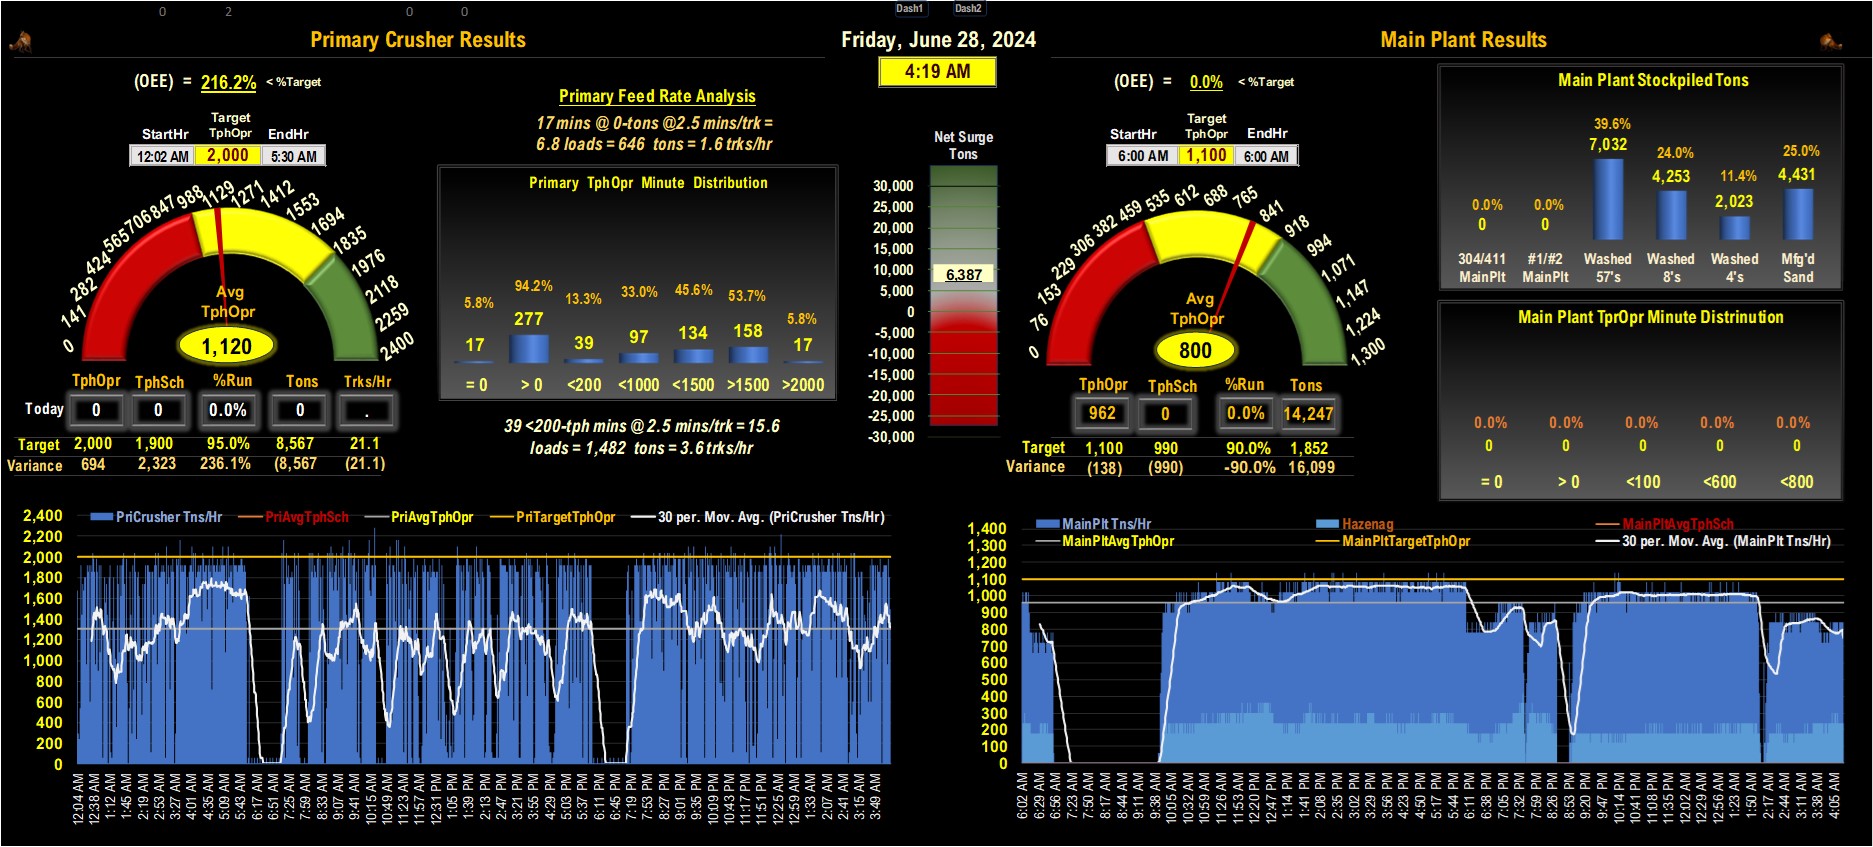 0 2 0 0
Dash1 Dash2
Primary Crusher Results
Friday, June 28, 2024
Main Plant Results
4:19 AM
(OEE) = 216.2% < %Target
Target
StartHr TphOpr EndHr
12:02 AM 2,000 5:30 AM
Primary Feed Rate Analysis
17 mins @ 0-tons @2.5 mins/trk =
6.8 loads = 646 tons = 1.6 trks/hr
0 141 282 424 565 706 847 988 1129 1271 1412 1553 1694 1835 1976 2118 2259 2400
Avg
TphOpr
1,120
TphOpr TphSch %Run Tons Trks/Hr
Today 0 0 0.0% 0 .
Target 2,000 1,900 95.0% 8,567 21.1
Variance 694 2,323 236.1% (8,567 (21.1)
Primary TphOpr Minute Distribution
5.8% 94.2% 13.3% 33.0% 45.6% 53.7% 5.8%
17 277 39 97 134 158 17
= 0 > 0 <200 <1000 <1500 >1500 >2000
39 <200-tph mins @ 2.5 mins/trk = 15.6
loads = 1,482 tons = 3.6 trks/hr
Net Surge
Tons
30,000
25,000
20,000
15,000
10,000
6,387
5,000
0
-5,000
-10,000
-15,000
-20,000
-25,000
-30,000
(OEE) = 0.0% < %Target
Target
StartHr TphOpr EndHr
6:00 AM 1,100 6:00 AM
0 76 153 229 306 382 459 535 612 688 765 841 918 994 1,071 1,147 1,224 1,300
Avg
TphOpr
800
TphOpr TphSch %Run Tons
962 0 0.0% 14,247
Target 1,100 990 90.0% 1,852
Variance (138) (990) -90.0% 16,099
Main Plant Stockpiled Tons
0.0% 0.0% 39.6% 24.0% 11.4% 25.0%
0 0 7,032 4,253 2,023 4,431
304/411 #1/#2 Washed Washed Washed Mfg'd
MainPlt MainPlt 57's 8's 4's Sand
Main Plant TprOpr Minute Distrinution
0.0% 0.0% 0.0% 0.0% 0.0%
0 0 0 0 0
= 0 > 0 <100 <600 <800
PriCrusher Tns/Hr PriAvgTphSch PriAvgTphOpr PriTargetTphOpr 30 per. Mov. Avg. (PriCrusher Tns/Hr)
2,400
2,200
2,000
1,800
1,600
1,400
1,200
1,000
800
600
400
200
0
12:04 AM 12:38 AM 1:12 AM 1:45 AM 2:19 AM 2:53 AM 3:27 AM 4:01 AM 4:35 AM 5:09 AM 5:43 AM 6:17 AM 6:51 AM 7:25 AM 7:59 AM 8:33 AM 9:07 AM 9:41 AM 10:15 AM 10:49 AM 11:23 AM 11:57 AM 12:31 PM 1:05 PM 1:39 PM 2:13 PM 2:47 PM 3:21 PM 3:55 PM 4:29 PM 5:03 PM 5:37 PM 6:11 PM 6:45 PM 7:19 PM 7:53 PM 8:27 PM 9:01 PM 9:35 PM 10:09 PM 10:43 PM 11:17 PM 11:51 PM 12:25 AM 12:59 AM 1:33 AM 2:07 AM 2:41 AM 3:15 AM 3:49 AM
MainPlt Tns/Hr Hazenag MainPltAvgTphSch
MainPltAvgTphOpr MainPltTargetTphOpr 30 per. Mov. Avg. (MainPlt Tns/Hr)
1,400
1,300
1,200
1,100
1,000
900
800
700
600
500
400
300
200
100
0
6:02 AM 6:29 AM 6:56 AM 7:23 AM 7:50 AM 8:17 AM 8:44 AM 9:11 AM 9:38 AM 10:05 AM 10:32 AM 10:59 AM 11:26 AM 11:53 AM 12:20 PM 12:47 PM 1:14 PM 1:41 PM 2:08 PM 2:35 PM 3:02 PM 3:29 PM 3:56 PM 4:23 PM 4:50 PM 5:17 PM 5:44 PM 6:11 PM 6:38 PM 7:05 PM 7:32 PM 7:59 PM 8:26 PM 8:53 PM 9:20 PM 9:47 PM 10:14 PM 10:41 PM 11:08 PM 11:35 PM 12:02 AM 12:29 AM 12:56 AM 1:23 AM 1:50 AM 2:17 AM 2:44 AM 3:11 AM 3:38 AM 4:05 AM